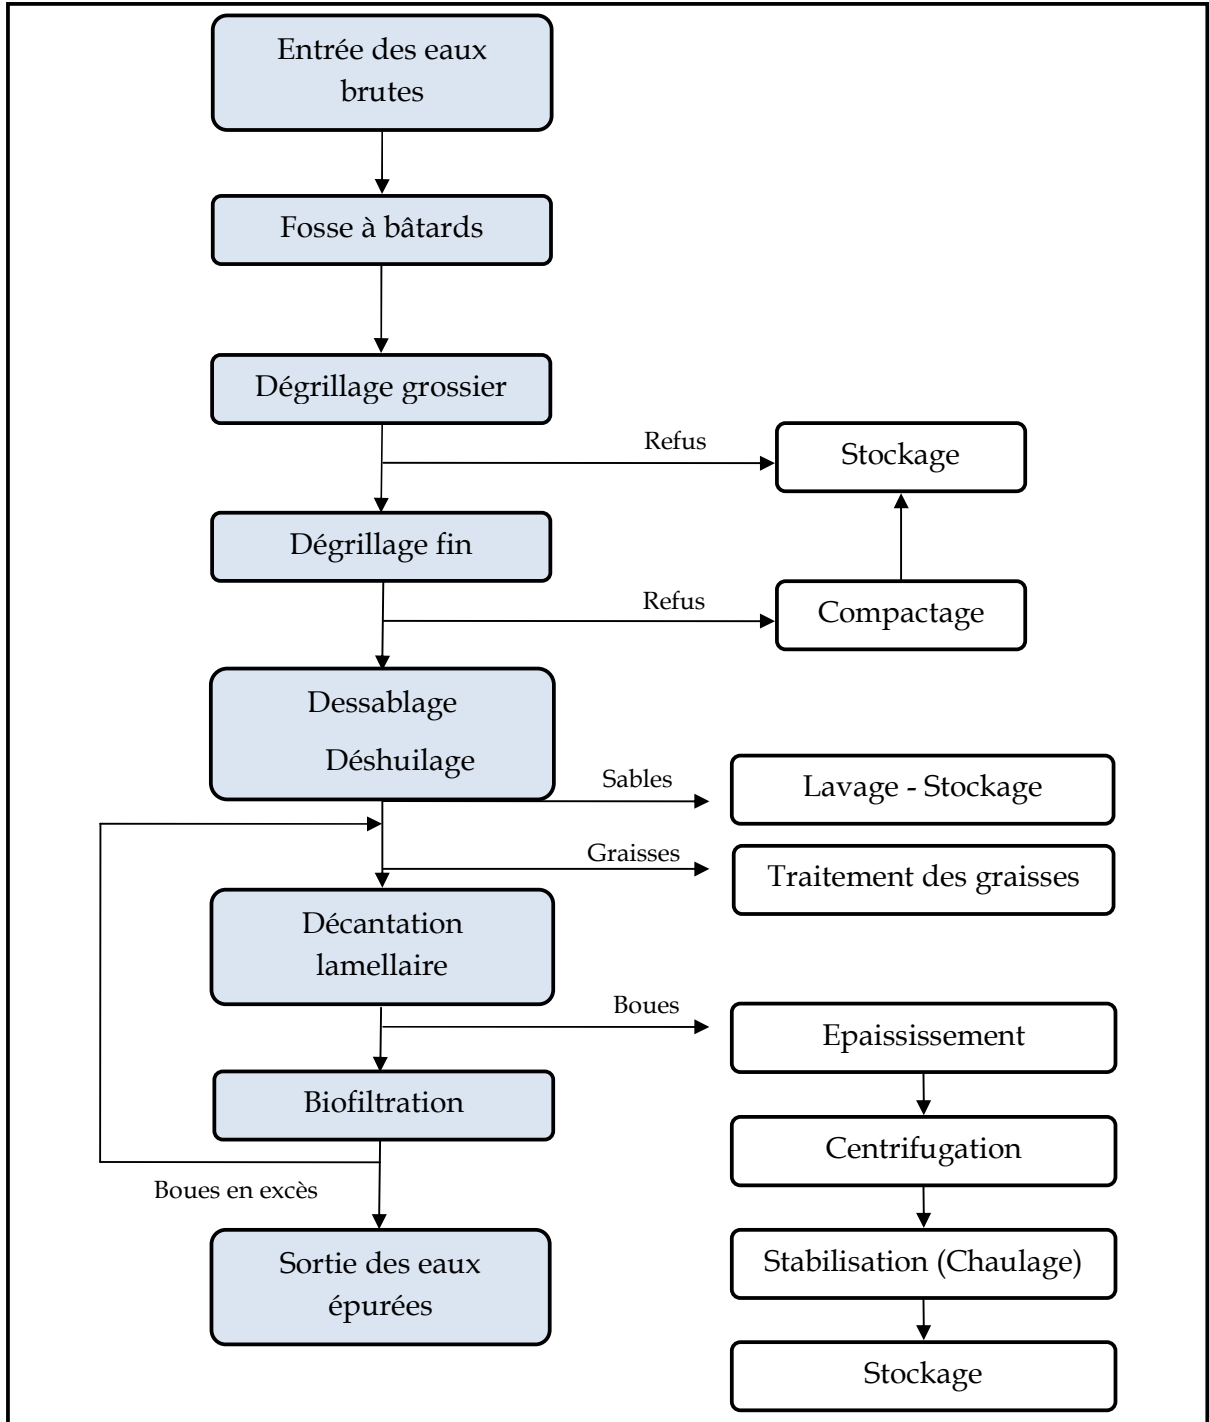 Entrée des eaux
brutes
Fosse à bâtards
Dégrillage grossier
Refus
Stockage
Dégrillage fin
Refus
Compactage
Dessablage
Déshuilage
Sables
Lavage - Stockage
Graisses
Traitement des graisses
Décantation
lamellaire
Boues
Epaississement
Biofiltration
Centrifugation
Boues en excès
Sortie des eaux
épurées
Stabilisation (Chaulage)
Stockage